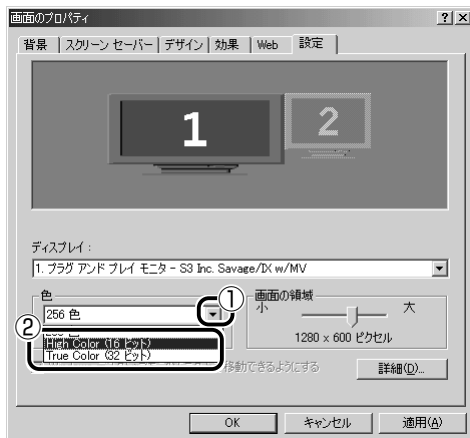 画面のプロパティ
? ×
背景 スクリーン セーバー デザイン 効果 Web 設定
1
2
ディスプレイ :
1. プラグ アンド プレイ モニタ - S3 Inc. Savage/IX w/MV
色
256 色
①
②
256 色
High Color (16 ビット)
True Color (32 ビット)
画面の領域
小 大
1280 x 600 ピクセル
移動できるようにする
詳細(D)...
OK キャンセル 適用(A)